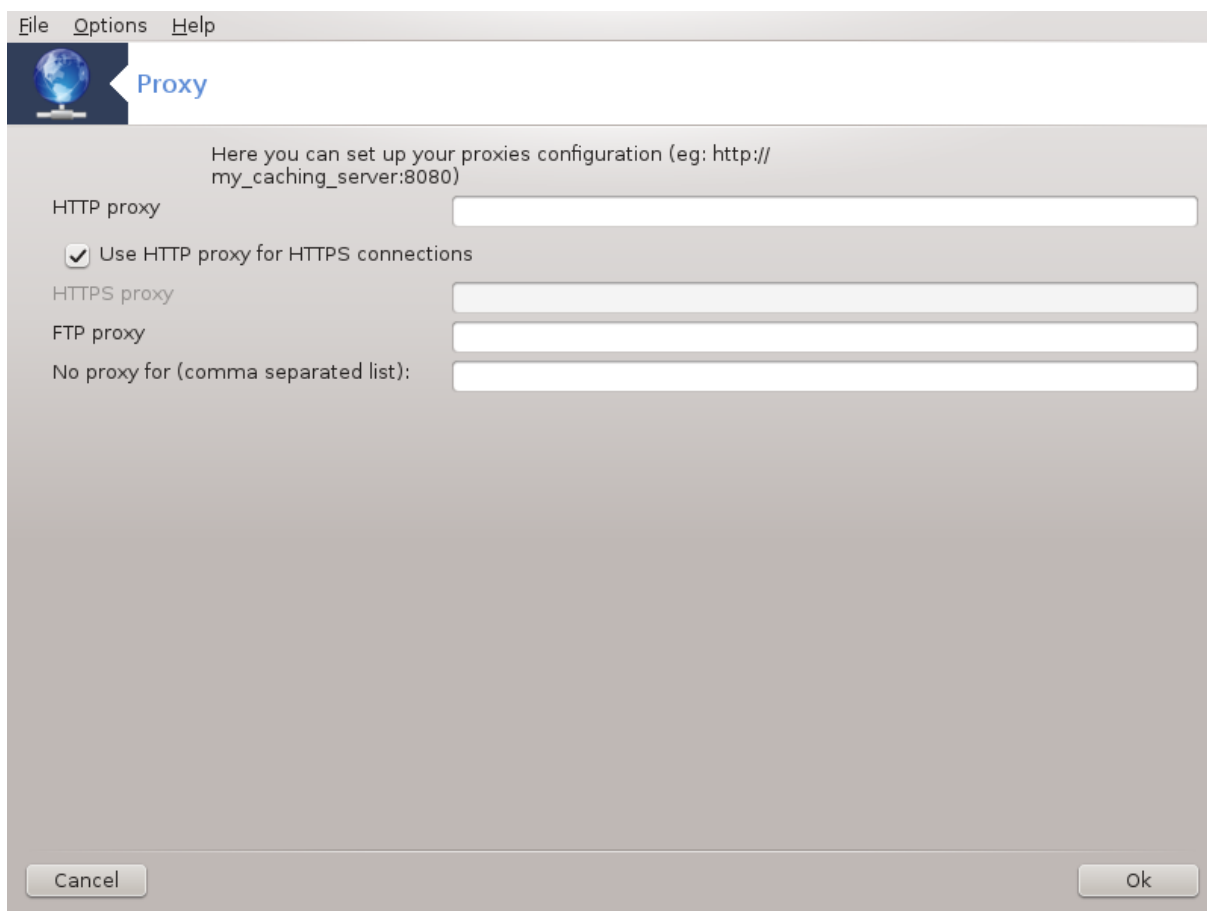 File Options Help
Proxy
Here you can set up your proxies configuration (eg: http://
my_caching_server:8080)
HTTP proxy
Use HTTP proxy for HTTPS connections
HTTPS proxy
FTP proxy
No proxy for (comma separated list):
Cancel Ok